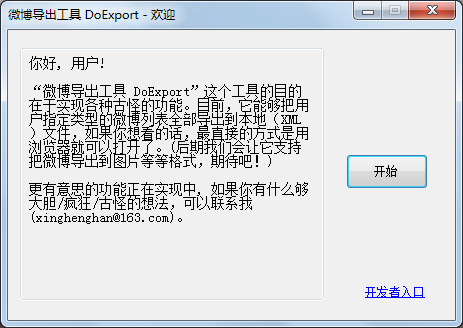 微博导出工具 DoExport - 欢迎
你好, 用户!
“微博导出工具 DoExport”这个工具的目的
在于实现各种古怪的功能。目前，它能够把用
户指定类型的微博列表全部导出到本地（XML
）文件，如果你想看的话，最直接的方式是用
浏览器就可以打开了。(后期我们会让它支持
把微博导出到图片等等格式，期待吧！)
更有意思的功能正在实现中, 如果你有什么够
大胆/疯狂/古怪的想法，可以联系我
(xinghenghan@163.com)。
开始
开发者入口